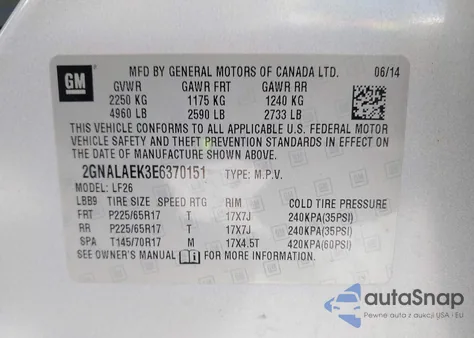 GM
MFD BY GENERAL MOTORS OF CANADA LTD. 06/14
GVWR GAWR FRT GAWR RR
2250 KG 1175 KG 1240 KG
4960 LB 2590 LB 2733 LB
THIS VEHICLE CONFORMS TO ALL APPLICABLE U.S. FEDERAL MOTOR
VEHICLE SAFETY AND THEFT PREVENTION STANDARDS IN EFFECT ON
THE DATE OF MANUFACTURE SHOWN ABOVE.
2GNALAEK3E6370151 TYPE: M.P.V.
MODEL: LF26
LBB9 TIRE SIZE SPEED RTG RIM COLD TIRE PRESSURE
FRT P225/65R17 T 17X7J 240KPA(35PSI)
RR P225/65R17 T 17X7J 240KPA(35PSI)
SPA T145/70R17 M 17X4.5T 420KPA(60PSI)
SEE OWNER'S MANUAL FOR MORE INFORMATION.
autoSnap
Pewne auta z aukcji USA i EU